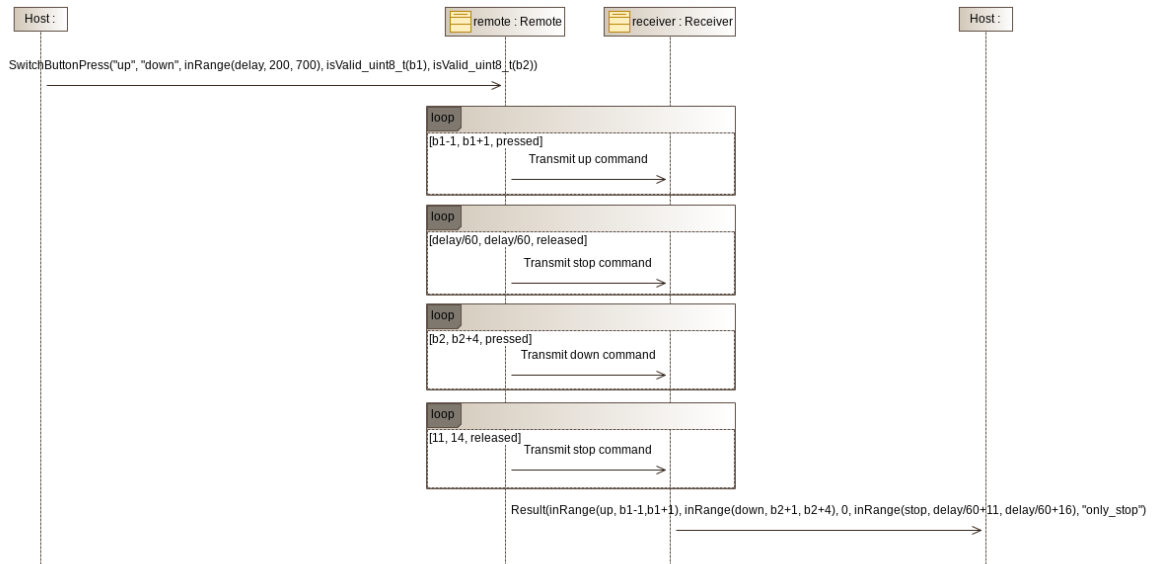 Host :
remote : Remote
receiver : Receiver
Host :
SwitchButtonPress("up", "down", inRange(delay, 200, 700), isValid_uint8_t(b1), isValid_uint8_t(b2))
loop
[b1-1, b1+1, pressed]
Transmit up command
loop
[delay/60, delay/60, released]
Transmit stop command
loop
[b2, b2+4, pressed]
Transmit down command
loop
[11, 14, released]
Transmit stop command
Result(inRange(up, b1-1,b1+1), inRange(down, b2+1, b2+4), 0, inRange(stop, delay/60+11, delay/60+16), "only_stop")